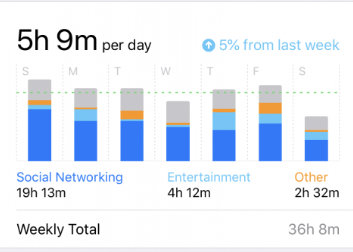 5h 9m per day 5% from last week
S M T W T F S
Social Networking Entertainment Other
19h 13m 4h 12m 2h 32m
Weekly Total 36h 8m